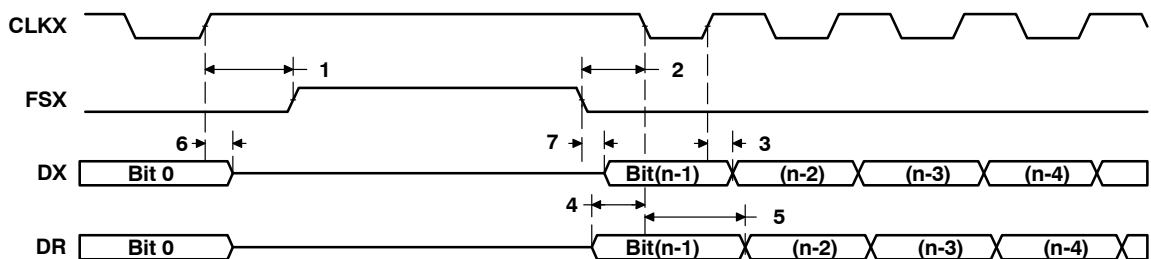 CLKX
1 2
FSX
6 7 3
DX Bit 0 Bit(n-1) (n-2) (n-3) (n-4)
4 5
DR Bit 0 Bit(n-1) (n-2) (n-3) (n-4)